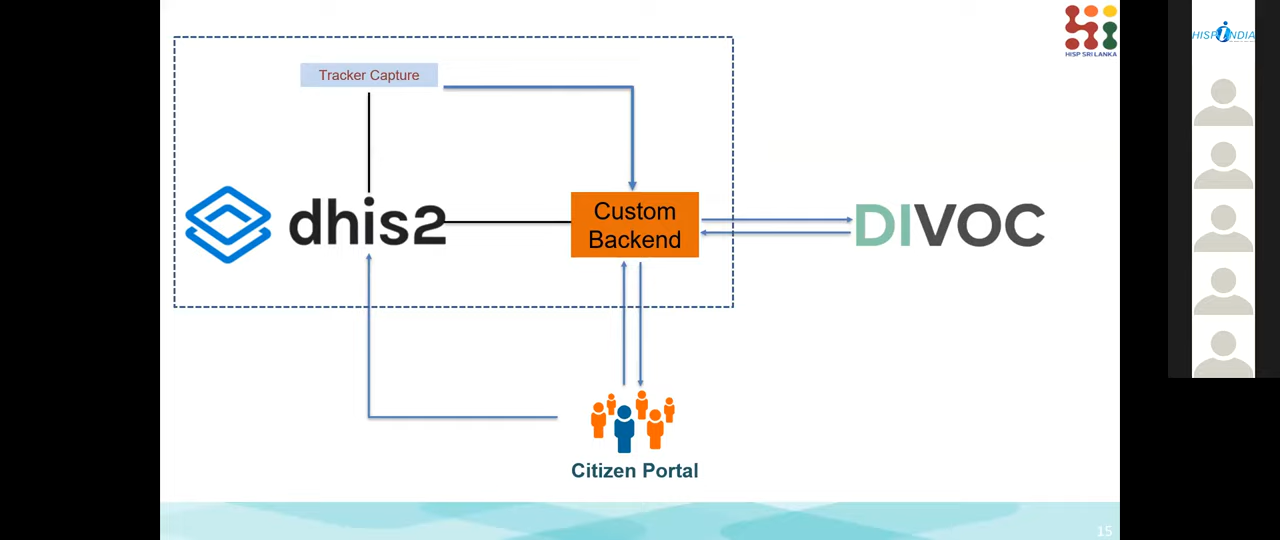 HISP SRI LANKA
HISP INDIA
Tracker Capture
dhis2
Custom
Backend
DIVOC
Citizen Portal
15